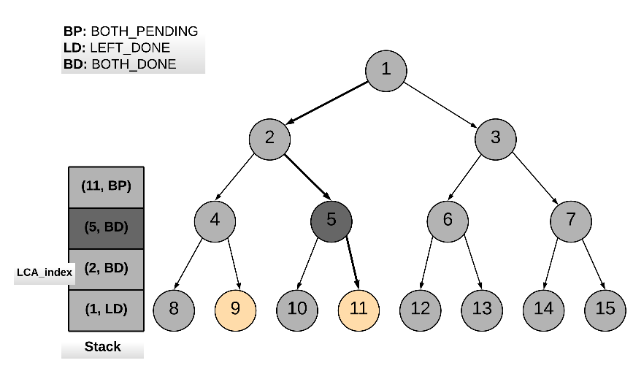 BP: BOTH_PENDING
LD: LEFT_DONE
BD: BOTH_DONE
1
2
3
(11, BP)
4
5
6
7
(5, BD)
LCA_index
(2, BD)
(1, LD)
8
9
10
11
12
13
14
15
Stack